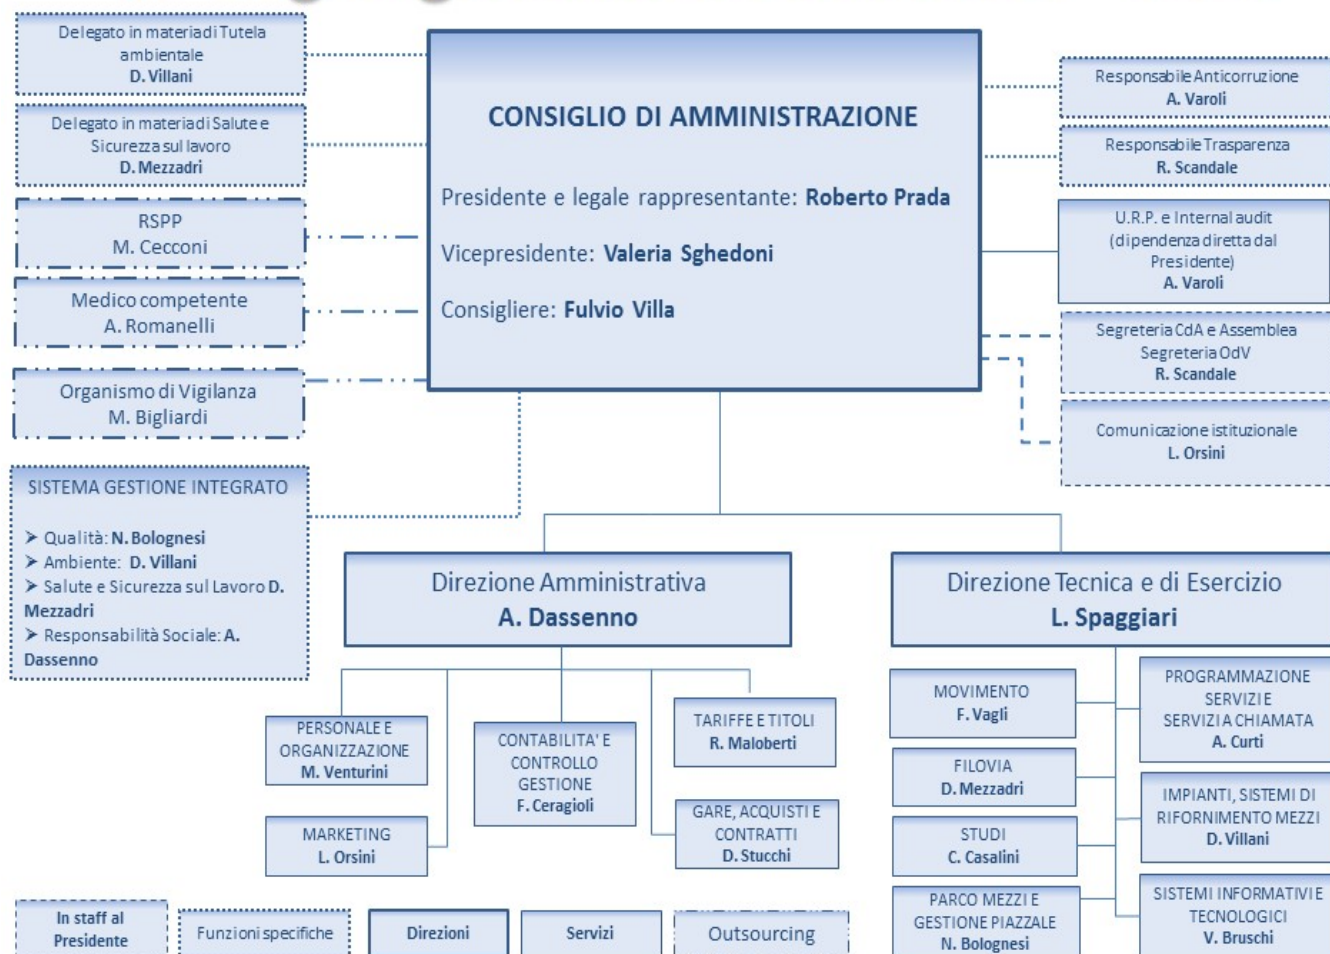 Delegato in materia di Tutela
ambientale
D. Villani
Delegato in materia di Salute e
Sicurezza sul lavoro
D. Mezzadri
RSPP
M. Cecconi
Medico competente
A. Romanelli
Organismo di Vigilanza
M. Bigliardi
SISTEMA GESTIONE INTEGRATO
➤ Qualità: N. Bolognesi
➤ Ambiente: D. Villani
➤ Salute e Sicurezza sul Lavoro D.
Mezzadri
➤ Responsabilità Sociale: A.
Dassenno
CONSIGLIO DI AMMINISTRAZIONE
Presidente e legale rappresentante: Roberto Prada
Vicepresidente: Valeria Sghedoni
Consigliere: Fulvio Villa
Responsabile Anticorruzione
A. Varoli
Responsabile Trasparenza
R. Scandale
U.R.P. e Internal audit
(dipendenza diretta dal
Presidente)
A. Varoli
Segreteria CdA e Assemblea
Segreteria OdV
R. Scandale
Comunicazione istituzionale
L. Orsini
Direzione Amministrativa
A. Dassenno
Direzione Tecnica e di Esercizio
L. Spaggiari
PERSONALE E
ORGANIZZAZIONE
M. Venturini
MARKETING
L. Orsini
CONTABILITA' E
CONTROLLO
GESTIONE
F. Ceragioli
TARIFFE E TITOLI
R. Maloberti
GARE, ACQUISTI E
CONTRATTI
D. Stucchi
MOVIMENTO
F. Vagli
FILOVIA
D. Mezzadri
STUDI
C. Casalini
PARCO MEZZI E
GESTIONE PIAZZALE
N. Bolognesi
PROGRAMMAZIONE
SERVIZI E
SERVIZI A CHIAMATA
A. Curti
IMPIANTI, SISTEMI DI
RIFORNIMENTO MEZZI
D. Villani
SISTEMI INFORMATIVI E
TECNOLOGICI
V. Bruschi
In staff al
Presidente
Funzioni specifiche
Direzioni
Servizi
Outsourcing